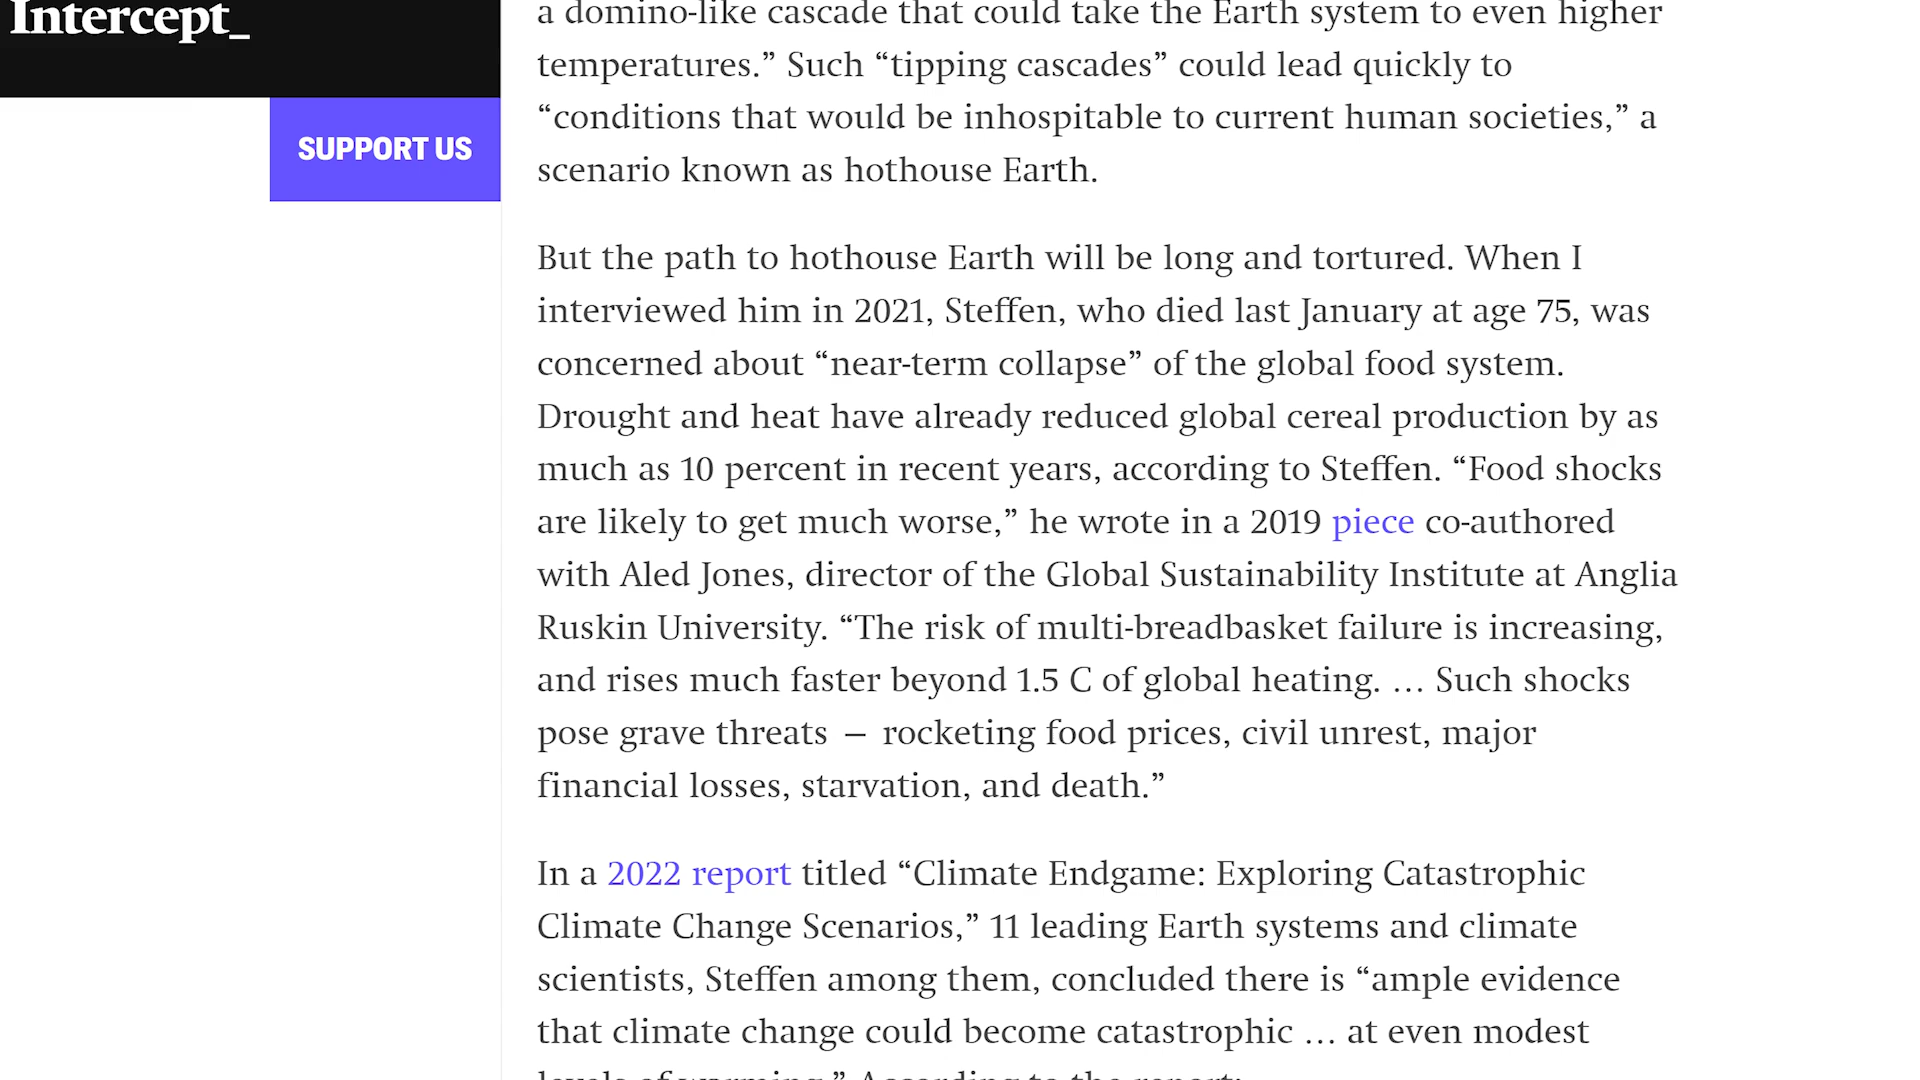 Intercept_
SUPPORT US
a domino-like cascade that could take the Earth system to even higher
temperatures.” Such “tipping cascades” could lead quickly to
“conditions that would be inhospitable to current human societies,” a
scenario known as hothouse Earth.
But the path to hothouse Earth will be long and tortured. When I
interviewed him in 2021, Steffen, who died last January at age 75, was
concerned about “near-term collapse” of the global food system.
Drought and heat have already reduced global cereal production by as
much as 10 percent in recent years, according to Steffen. “Food shocks
are likely to get much worse,” he wrote in a 2019 piece co-authored
with Aled Jones, director of the Global Sustainability Institute at Anglia
Ruskin University. “The risk of multi-breadbasket failure is increasing,
and rises much faster beyond 1.5 C of global heating. … Such shocks
pose grave threats — rocketing food prices, civil unrest, major
financial losses, starvation, and death.”
In a 2022 report titled “Climate Endgame: Exploring Catastrophic
Climate Change Scenarios,” 11 leading Earth systems and climate
scientists, Steffen among them, concluded there is “ample evidence
that climate change could become catastrophic … at even modest
levels of warming.” According to the report: